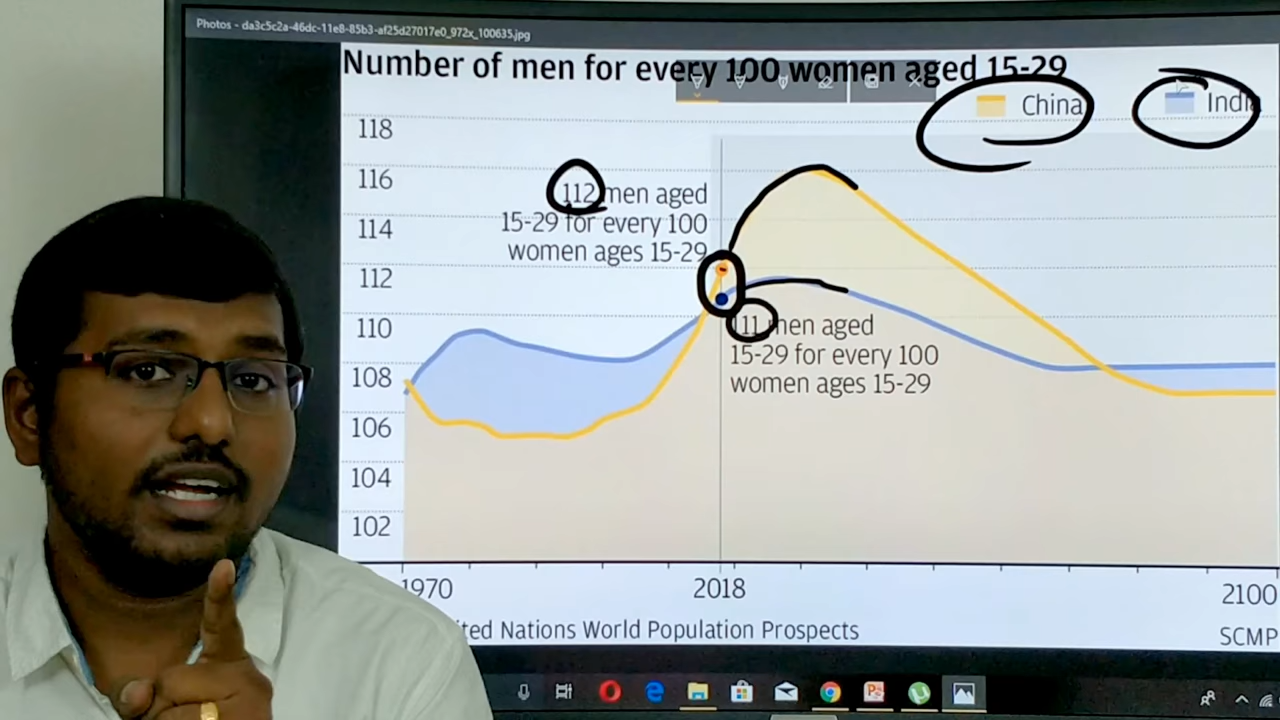 Photos - da3c5c2a-46dc-11e8-85b3-af25d27017e0_972x_100635.jpg
Number of men for every 100 women aged 15-29
China
India
118
116
114
112
110
108
106
104
102
112 men aged
15-29 for every 100
women ages 15-29
111 men aged
15-29 for every 100
women ages 15-29
1970
2018
2100
ted Nations World Population Prospects
SCMP